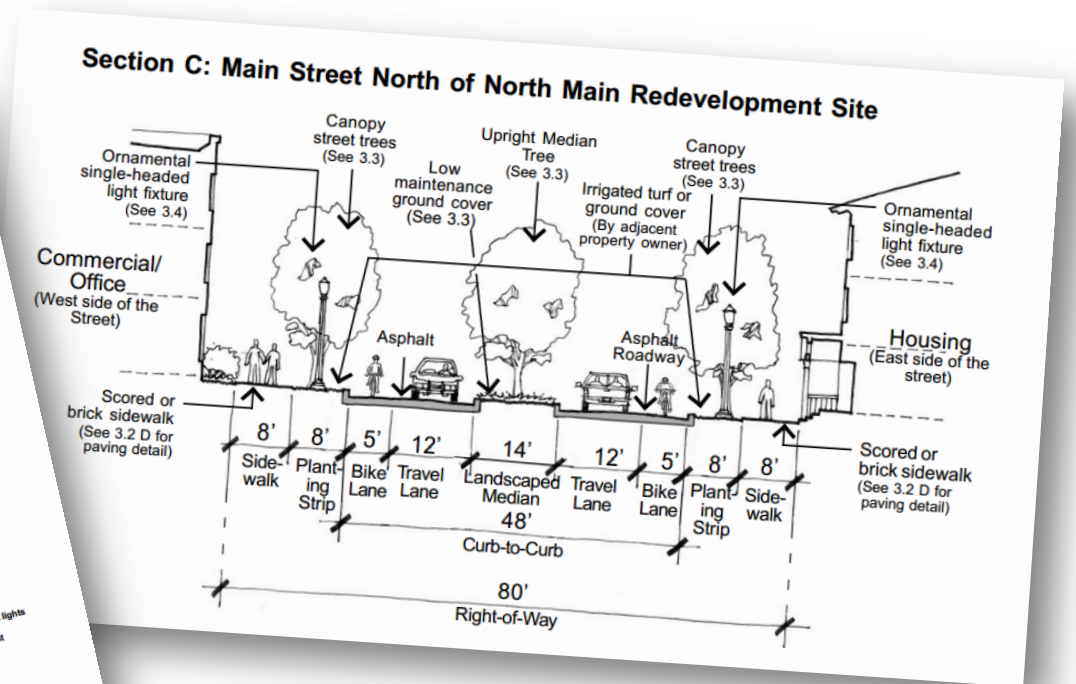 Section C: Main Street North of North Main Redevelopment Site
Canopy
street trees
(See 3.3)
Upright Median
Tree
(See 3.3)
Canopy
street trees
(See 3.3)
Ornamental
single-headed
light fixture
(See 3.4)
Low
maintenance
ground cover
(See 3.3)
Irrigated turf or
ground cover
(By adjacent
property owner)
Ornamental
single-headed
light fixture
(See 3.4)
Commercial/
Office
(West side of the
Street)
Asphalt
Asphalt
Roadway
Housing
(East side of the
street)
Scored or
brick sidewalk
(See 3.2 D for
paving detail)
Scored or
brick sidewalk
(See 3.2 D for
paving detail)
8' 8' 5' 12' 14' 12' 5' 8' 8'
Side-
walk
Plant-
ing
Strip
Bike
Lane
Travel
Lane
Landscaped
Median
Travel
Lane
Bike
Lane
Plant-
ing
Strip
Side-
walk
48'
Curb-to-Curb
80'
Right-of-Way
lights